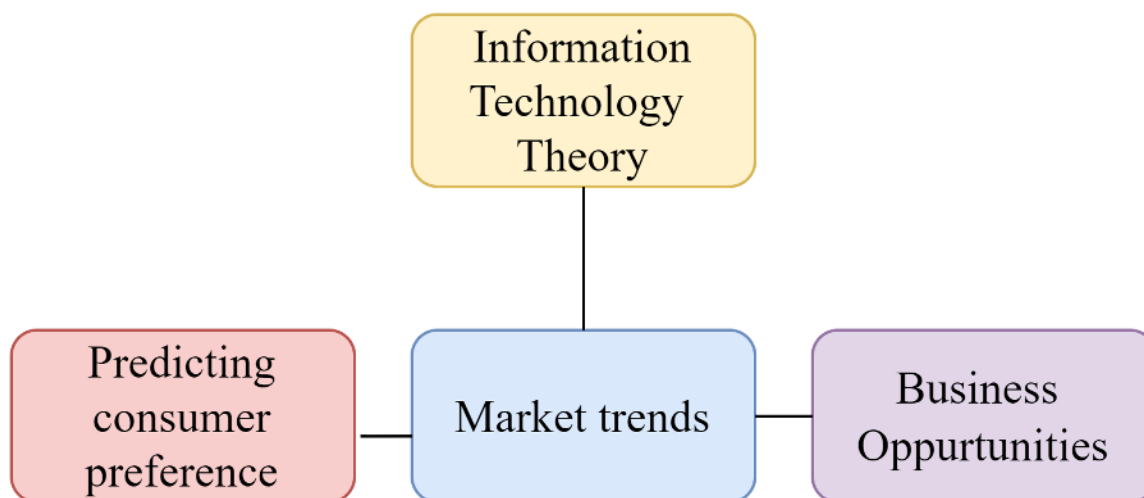 Information
Technology
Theory
Predicting
consumer
preference
Market trends
Business
Oppurtunities